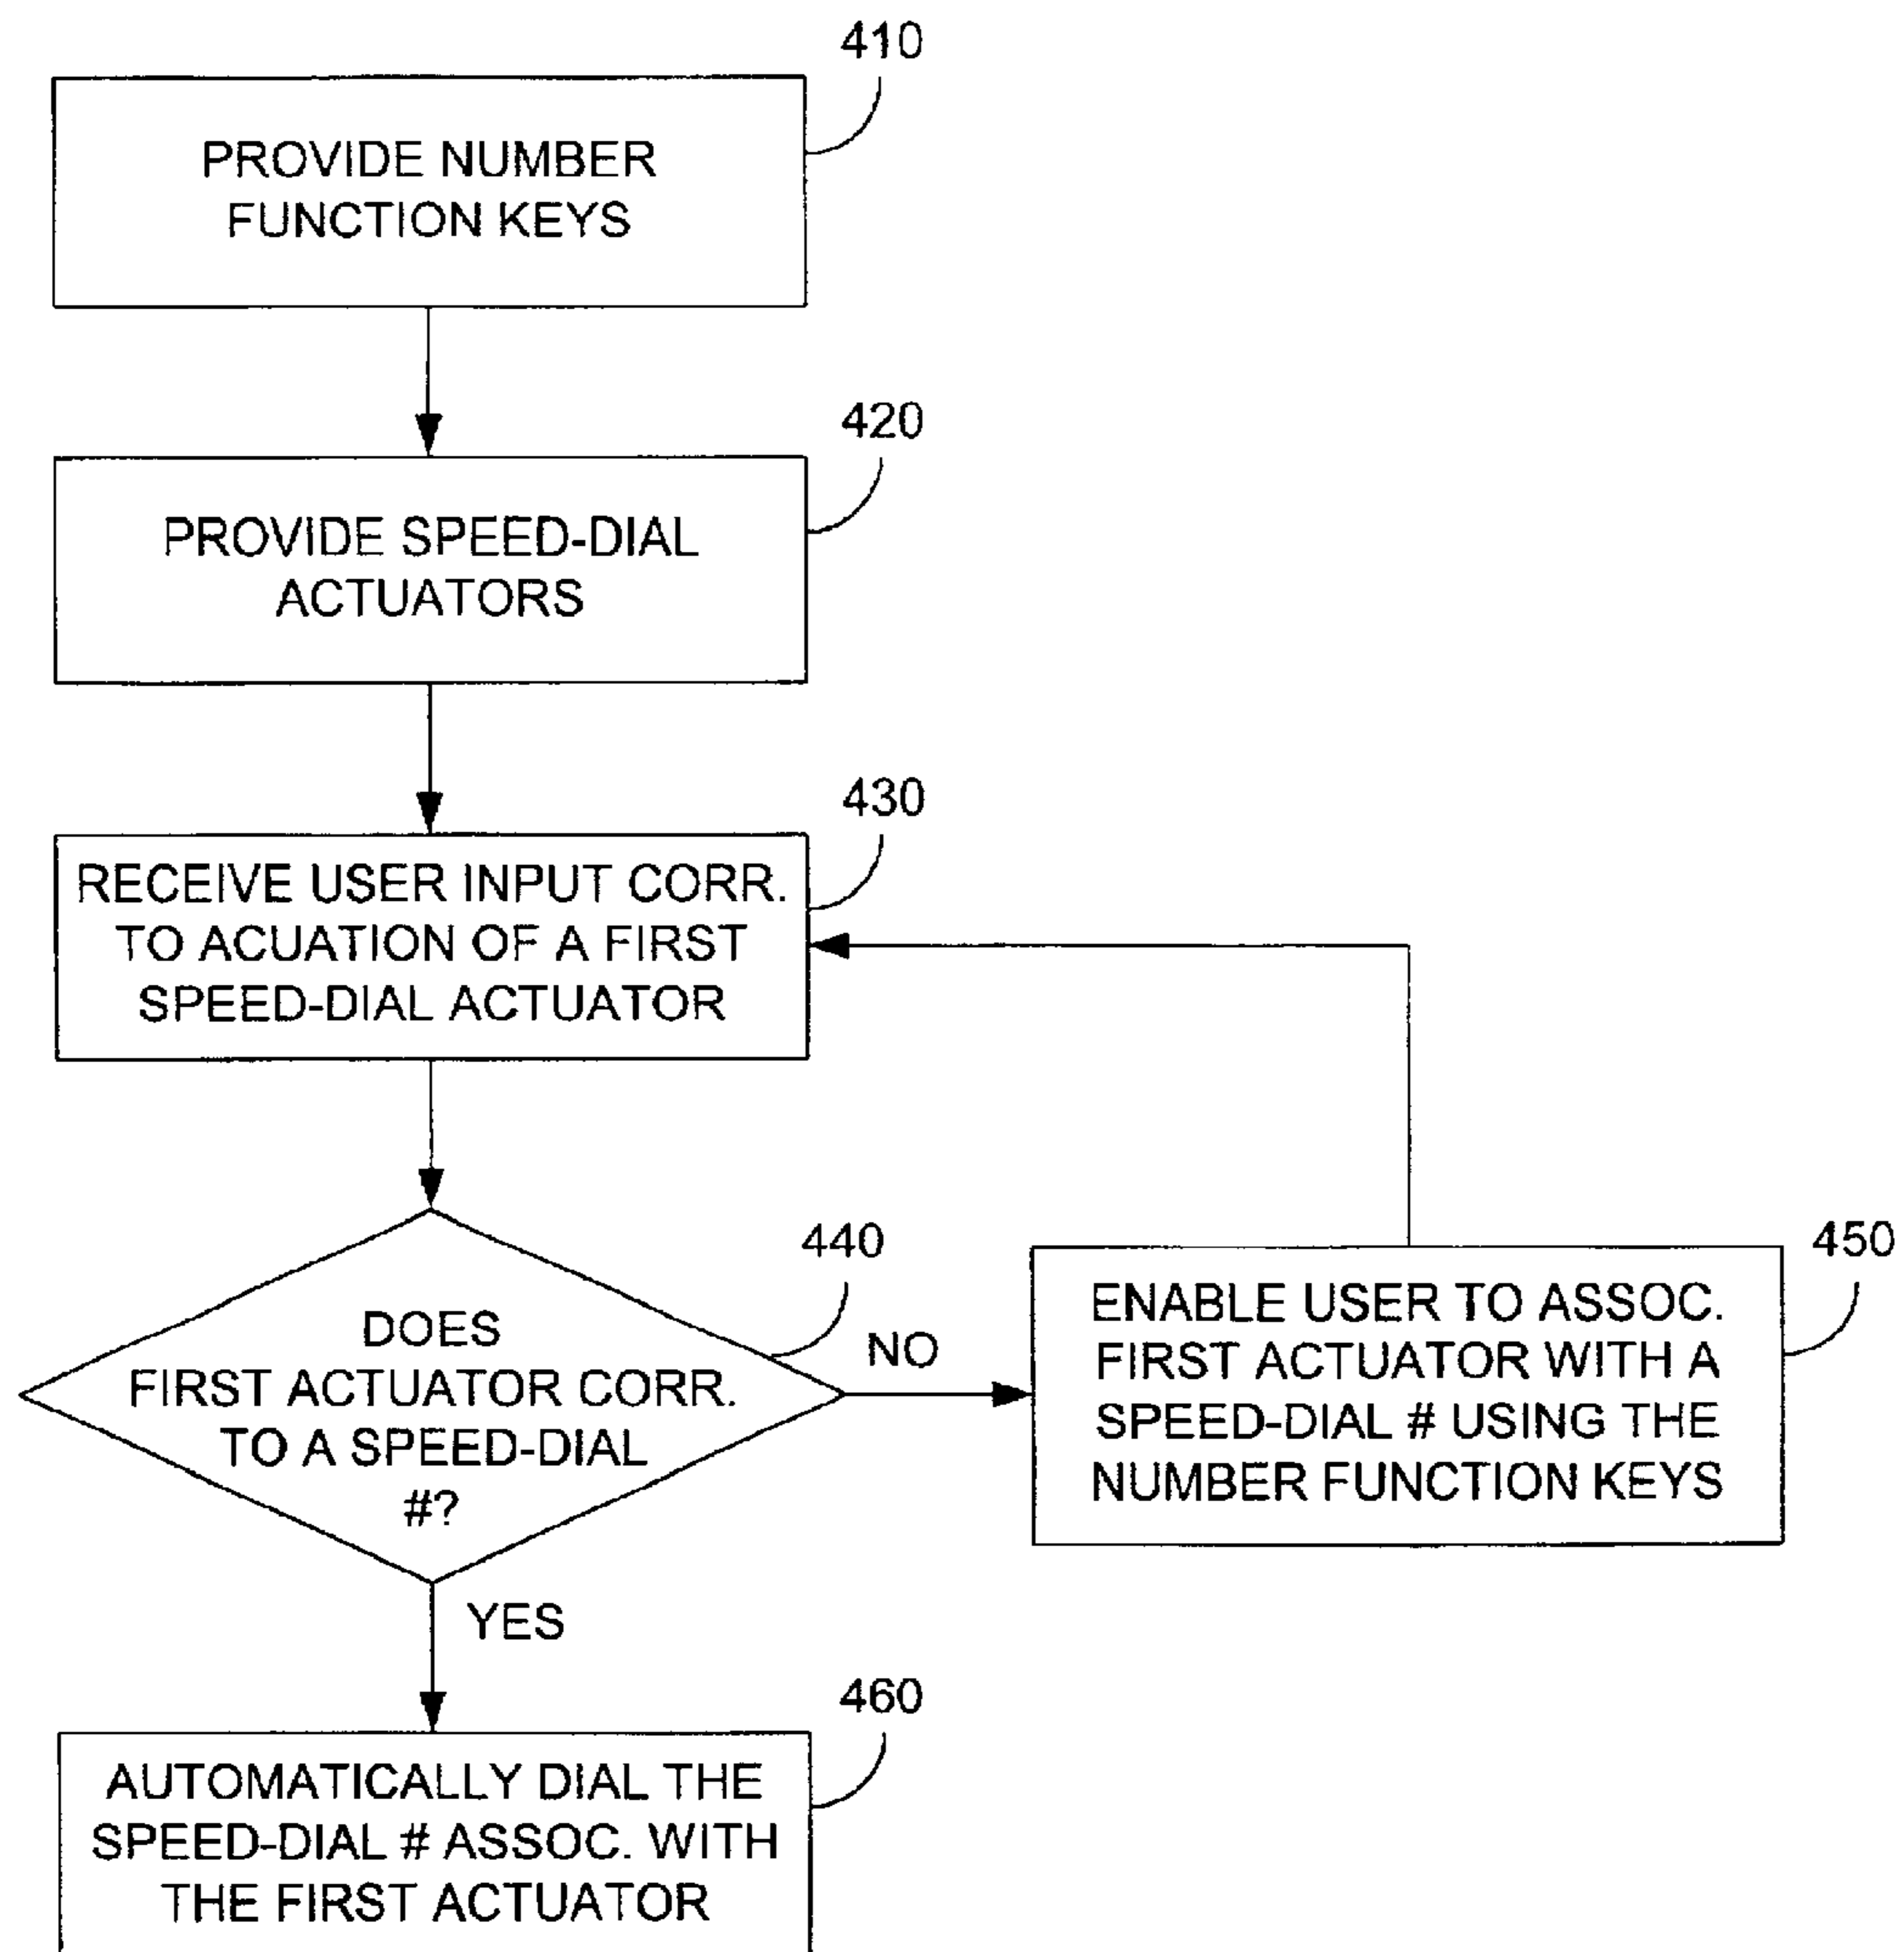 410
PROVIDE NUMBER
FUNCTION KEYS
420
PROVIDE SPEED-DIAL
ACTUATORS
430
RECEIVE USER INPUT CORR.
TO ACUATION OF A FIRST
SPEED-DIAL ACTUATOR
440
DOES
FIRST ACTUATOR CORR.
TO A SPEED-DIAL
#?
NO
450
ENABLE USER TO ASSOC.
FIRST ACTUATOR WITH A
SPEED-DIAL # USING THE
NUMBER FUNCTION KEYS
YES
460
AUTOMATICALLY DIAL THE
SPEED-DIAL # ASSOC. WITH
THE FIRST ACTUATOR